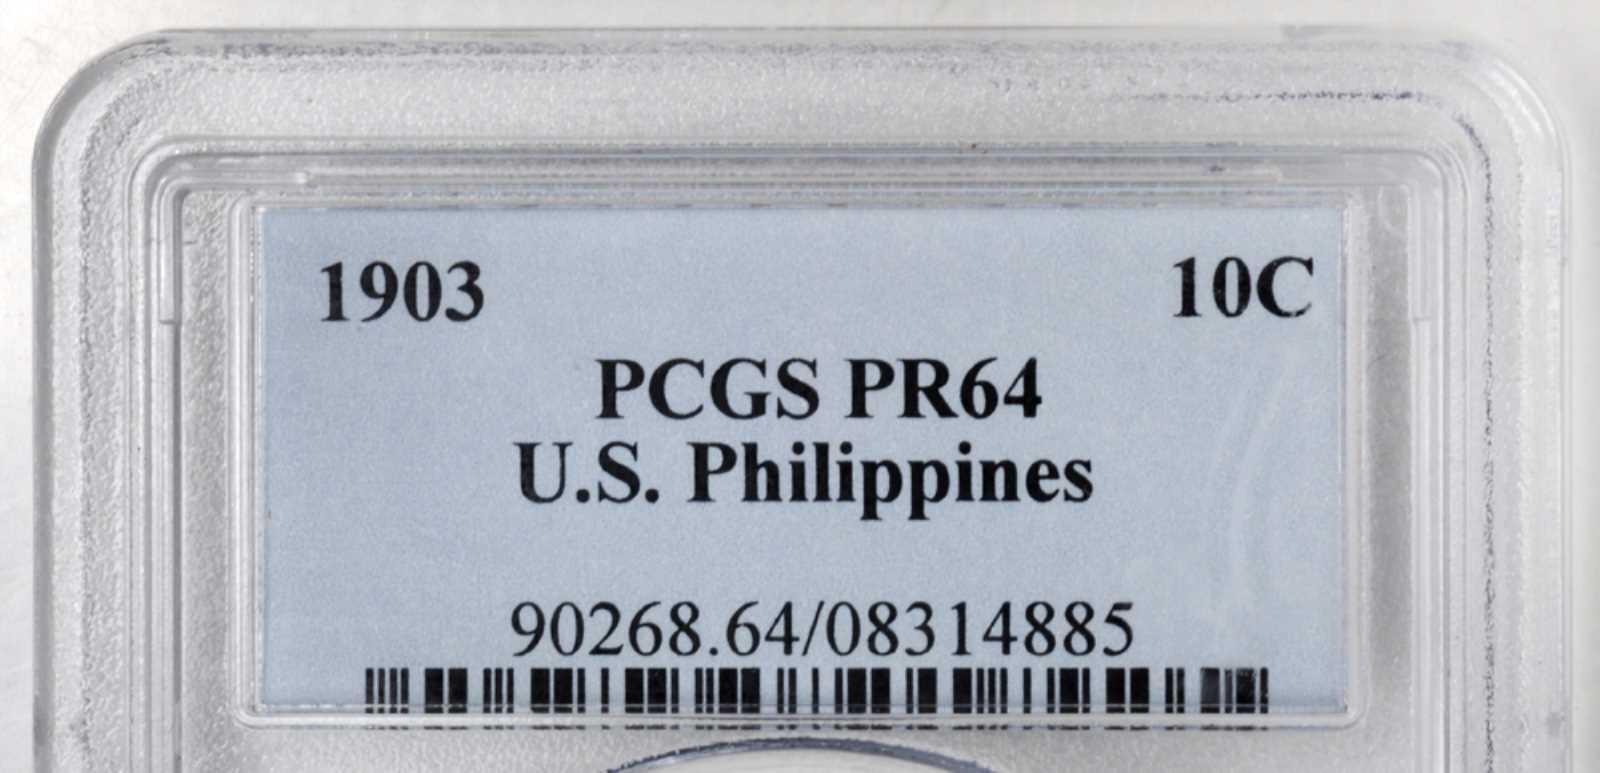 1903 10C
PCGS PR64
U.S. Philippines
90268.64/08314885